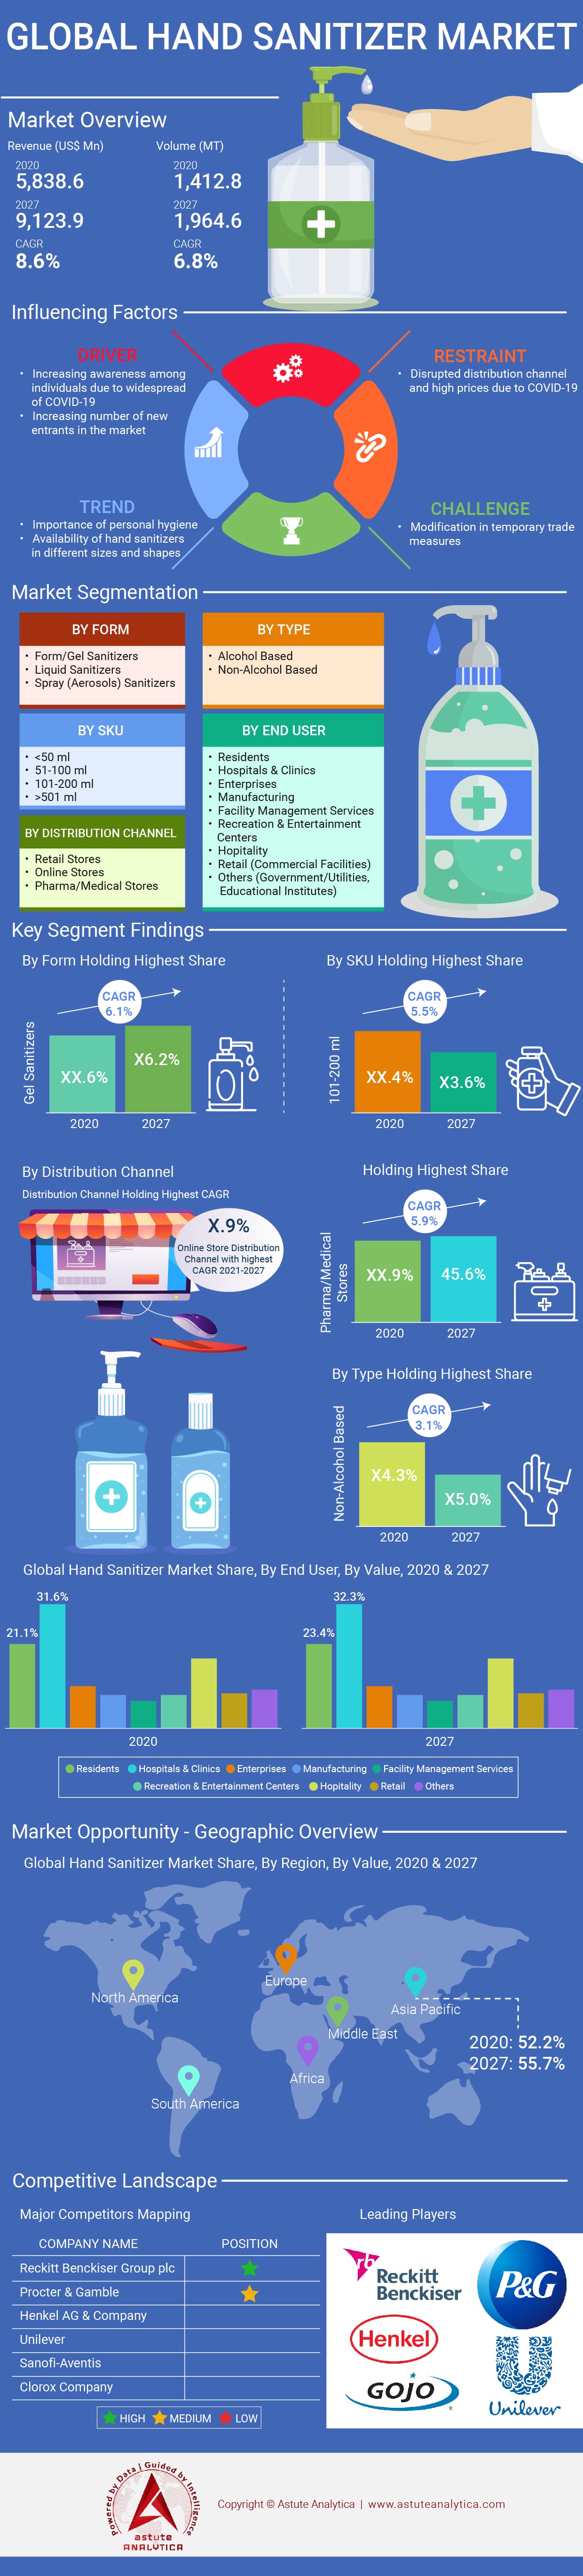 GLOBAL HAND SANITIZER MARKET
Market Overview
Revenue (US$ Mn)
2020
5,838.6
2027
9,123.9
CAGR
8.6%
Volume (MT)
2020
1,412.8
2027
1,964.6
CAGR
6.8%
Influencing Factors
DRIVER
• Increasing awareness among
individuals due to widespread
of COVID-19
• Increasing number of new
entrants in the market
RESTRAINT
• Disrupted distribution channel
and high prices due to COVID-19
TREND
• Importance of personal hygiene
• Availability of hand sanitizers
in different sizes and shapes
CHALLENGE
• Modification in temporary trade
measures
Market Segmentation
BY FORM
• Form/Gel Sanitizers
• Liquid Sanitizers
• Spray (Aerosols) Sanitizers
BY TYPE
• Alcohol Based
• Non-Alcohol Based
BY SKU
• <50 ml
• 51-100 ml
• 101-200 ml
• >501 ml
BY END USER
• Residents
• Hospitals & Clinics
• Enterprises
• Manufacturing
• Facility Management Services
• Recreation & Entertainment
Centers
• Hopitality
• Retail (Commercial Facilities)
• Others (Government/Utilities,
Educational Institutes)
BY DISTRIBUTION CHANNEL
• Retail Stores
• Online Stores
• Pharma/Medical Stores
Key Segment Findings
By Form Holding Highest Share
CAGR
6.1%
Gel Sanitizers
XX.6%
X6.2%
2020
2027
By SKU Holding Highest Share
CAGR
5.5%
101-200 ml
XX.4%
X3.6%
2020
2027
By Distribution Channel
Distribution Channel Holding Highest CAGR
X.9%
Online Store Distribution
Channel with highest
CAGR 2021-2027
Holding Highest Share
CAGR
5.9%
Pharma/Medical
Stores
XX.9%
45.6%
2020
2027
By Type Holding Highest Share
CAGR
3.1%
Non-Alcohol Based
X4.3%
X5.0%
2020
2027
Global Hand Sanitizer Market Share, By End User, By Value, 2020 & 2027
21.1%
31.6%
2020
23.4%
32.3%
2027
Residents
Hospitals & Clinics
Enterprises
Manufacturing
Facility Management Services
Recreation & Entertainment Centers
Hopitality
Retail
Others
Market Opportunity - Geographic Overview
Global Hand Sanitizer Market Share, By Region, By Value, 2020 & 2027
North America
Europe
Asia Pacific
Middle East
Africa
South America
2020: 52.2%
2027: 55.7%
Competitive Landscape
Major Competitors Mapping
COMPANY NAME
POSITION
Reckitt Benckiser Group plc
Procter & Gamble
Henkel AG & Company
Unilever
Sanofi-Aventis
Clorox Company
HIGH
MEDIUM
LOW
Leading Players
Reckitt
Benckiser
P&G
Henkel
GOJO
®
Unilever
Powered by Data | Guided by Intelligence
astute
ANALYTICA
Copyright © Astute Analytica | www.astuteanalytica.com